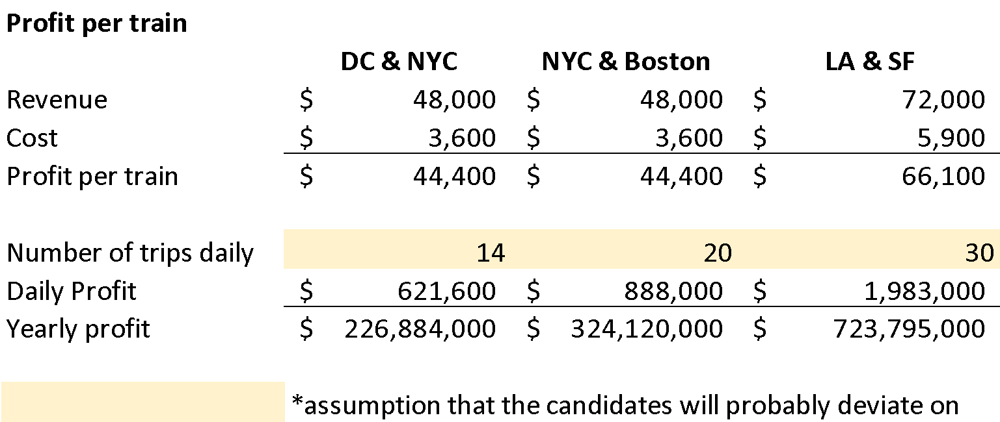 Profit per train
DC & NYC NYC & Boston LA & SF
Revenue $ 48,000 $ 48,000 $ 72,000
Cost $ 3,600 $ 3,600 $ 5,900
Profit per train $ 44,400 $ 44,400 $ 66,100
Number of trips daily 14 20 30
Daily Profit $ 621,600 $ 888,000 $ 1,983,000
Yearly profit $ 226,884,000 $ 324,120,000 $ 723,795,000
*assumption that the candidates will probably deviate on